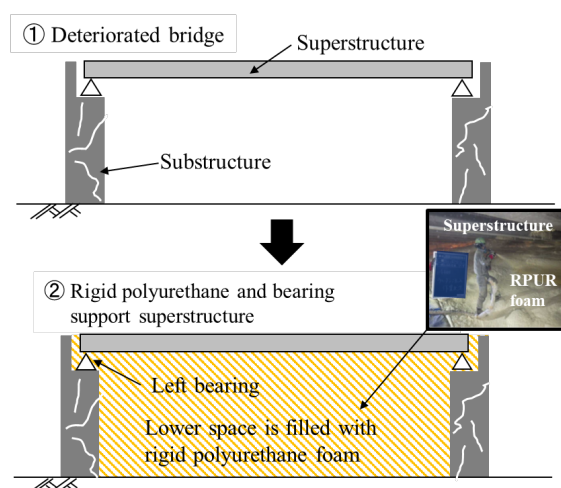 ① Deteriorated bridge
Superstructure
Substructure
Superstructure
RPUR
foam
② Rigid polyurethane and bearing
support superstructure
Left bearing
Lower space is filled with
rigid polyurethane foam